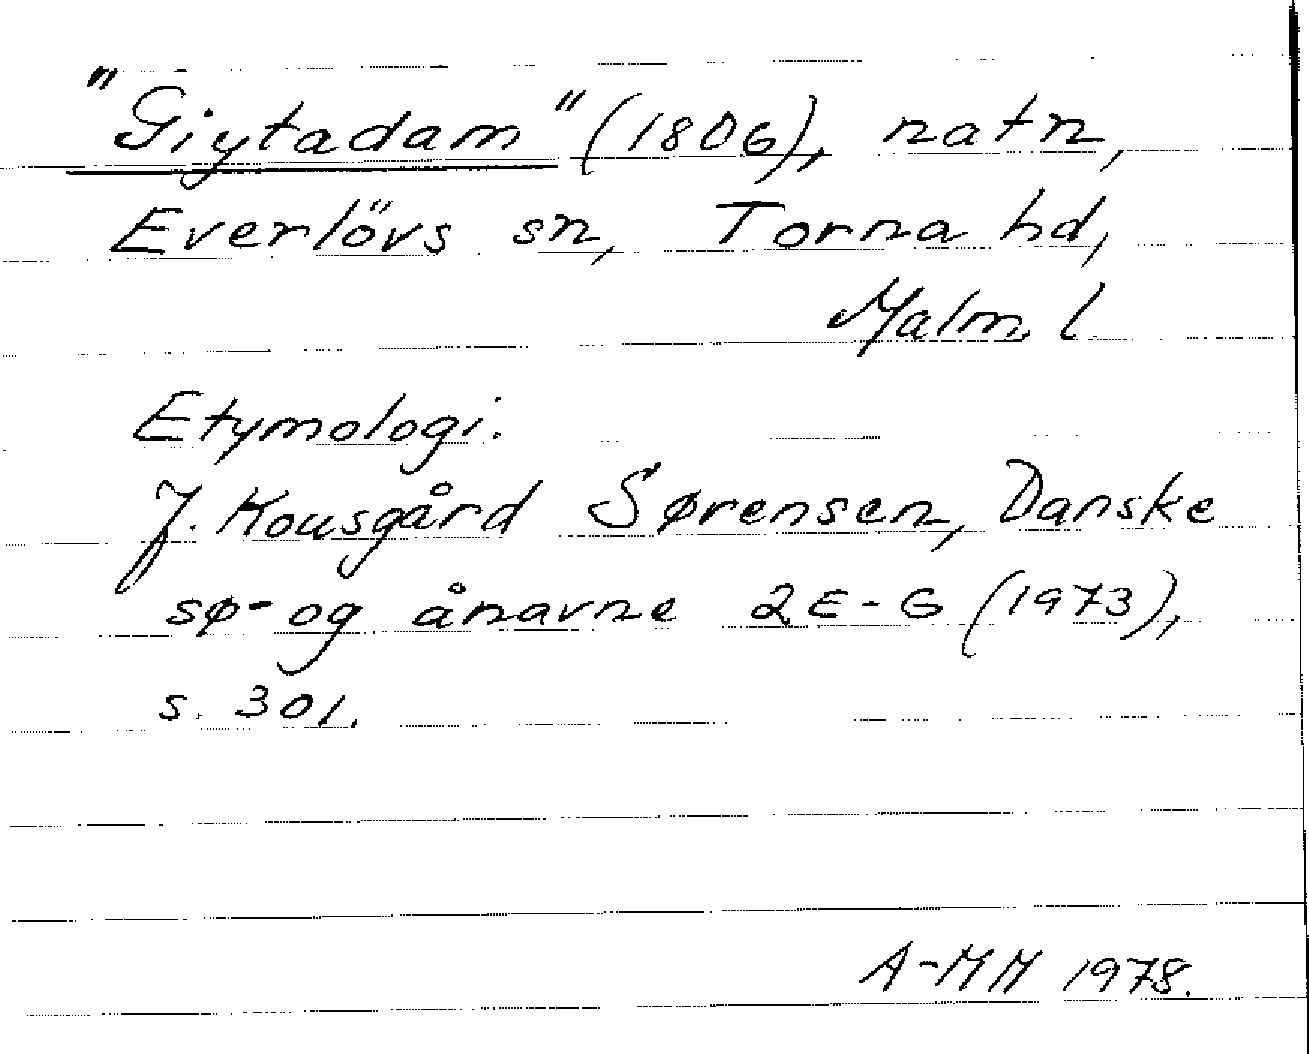 "Giytadam" (1806), natn,
Everlövs sn, Torna hd,
Malm. l
Etymologi.
J. Kousgård Sørensen, Danske
sø- og ånavne 2 E-G (1973),
s. 301.
A-MM 1978.